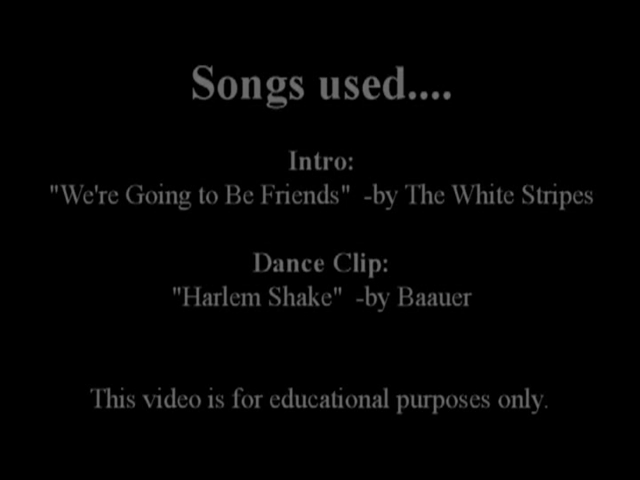 Songs used....
Intro:
"We're Going to Be Friends"  -by The White Stripes
Dance Clip:
"Harlem Shake"  -by Baauer
This video is for educational purposes only.